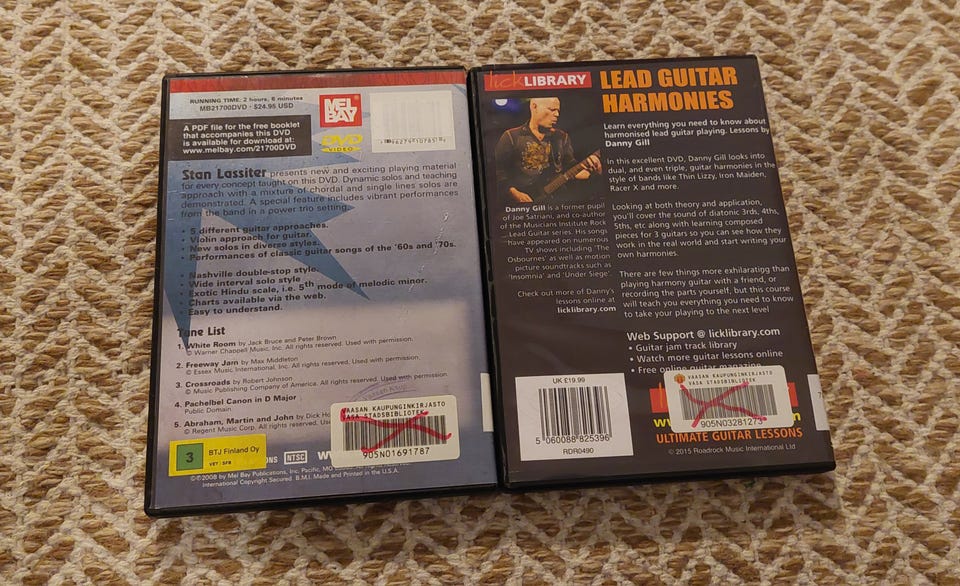 RUNNING TIME: 2 hours, 6 minutes
MB21700DVD · $24.95 USD
MEL
BAY
DVD
VIDEO
A PDF file for the free booklet
that accompanies this DVD
is available for download at:
www.melbay.com/21700DVD
Stan Lassiter presents new and exciting playing material
for every concept taught on this DVD. Dynamic solos and teaching
approach with a mixture of chordal and single lines solos are
demonstrated. A special feature includes vibrant performances
from the band in a power trio setting.
• 5 different guitar approaches.
• Violin approach for guitar.
• New solos in diverse styles.
• Performances of classic guitar songs of the '60s and '70s.
• Nashville double-stop style.
• Wide interval solo style
• Exotic Hindu scale, i.e. 5th mode of melodic minor.
• Charts available via the web.
• Easy to understand.
Tune List
1. White Room by Jack Bruce and Peter Brown
© Warner Chappell Music, Inc. All rights reserved. Used with permission.
2. Freeway Jam by Max Middleton
© Essex Music International, Inc. All rights reserved. Used with permission.
3. Crossroads by Robert Johnson
© Music Publishing Company of America. All rights reserved. Used with permission.
4. Pachelbel Canon in D Major
Public Domain
5. Abraham, Martin and John by Dick Ho
© Regent Music Corp. All rights reserved. Us
VAASAN KAUPUNGINKIRJASTO
VASA STADSBIBLIOTEK
905N01691787
3
BTJ Finland Oy
VET | SFB
IONS
NTSC
©2008 by Mel Bay Publications, Inc. Pacific, MO
International Copyright Secured. B.M.I. Made and Printed in the U.S.A.
lick LIBRARY
LEAD GUITAR
HARMONIES
Learn everything you need to know about
harmonised lead guitar playing. Lessons by
Danny Gill
In this excellent DVD, Danny Gill looks into
dual, and even triple, guitar harmonies in the
style of bands like Thin Lizzy, Iron Maiden,
Racer X and more.
Danny Gill is a former pupil
of Joe Satriani, and co-author
of the Musicians Institute Rock
Lead Guitar series. His songs
have appeared on numerous
TV shows including 'The
Osbournes' as well as motion
picture soundtracks such as
'Insomnia' and 'Under Siege'.
Check out more of Danny's
lessons online at
licklibrary.com
Looking at both theory and application,
you'll cover the sound of diatonic 3rds, 4ths,
5ths, etc along with learning composed
pieces for 3 guitars so you can see how they
work in the real world and start writing your
own harmonies.
There are few things more exhilarating than
playing harmony guitar with a friend, or
recording the parts yourself, but this course
will teach you everything you need to know
to take your playing to the next level
Web Support @ licklibrary.com
• Guitar jam track library
• Watch more guitar lessons online
• Free online guitar magazine
UK £19.99
5 060088 825396
RDR0490
VAASAN KAUPUNGINKIRJASTO
VASA STADSBIBLIOTEK
905N03281273
ULTIMATE GUITAR LESSONS
© 2015 Roadrock Music International Ltd